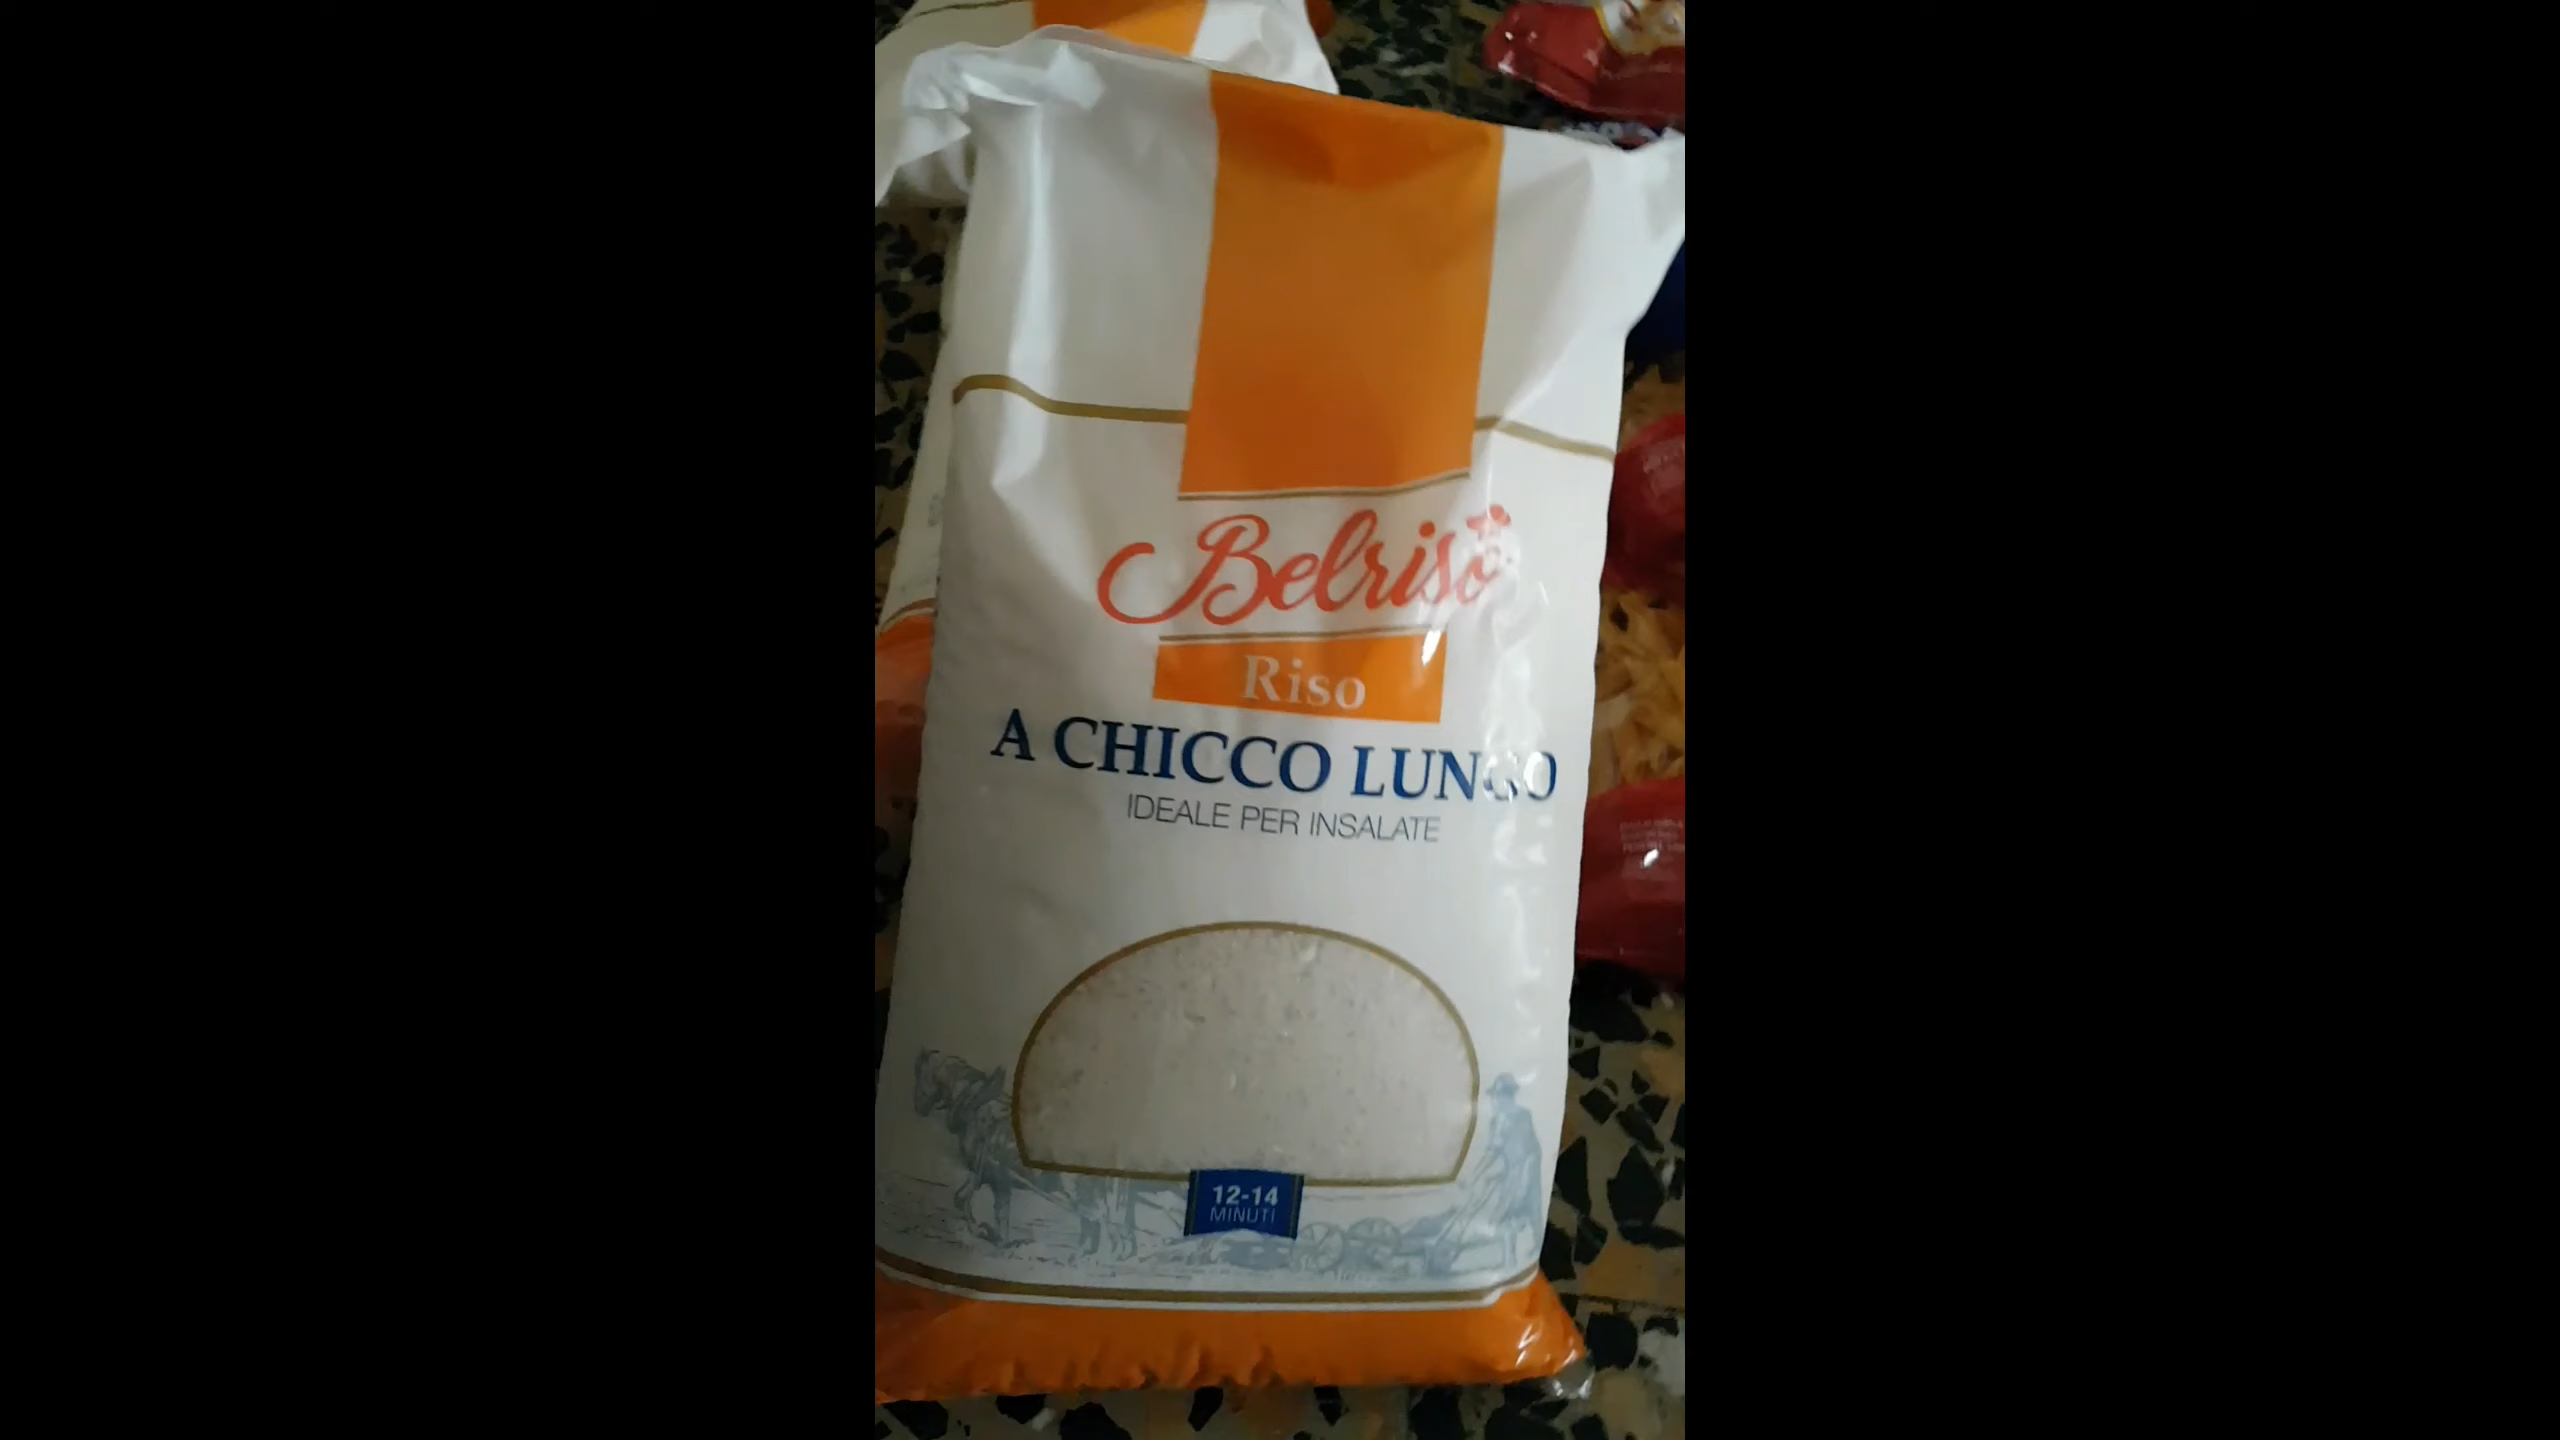 Belriso
Riso
A CHICCO LUNGO
IDEALE PER INSALATE
12-14
MINUTI